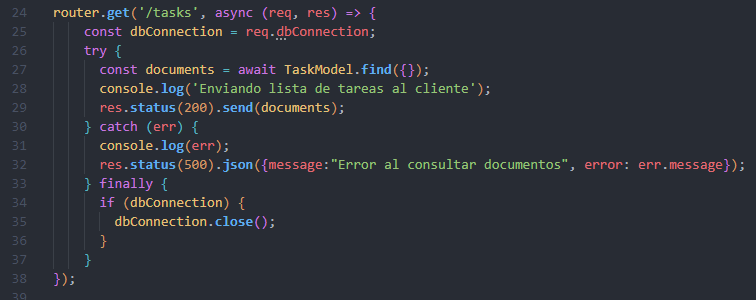 24 router.get('/tasks', async (req, res) => {
25 const dbConnection = req.dbConnection;
26 try {
27 const documents = await TaskModel.find({});
28 console.log('Enviando lista de tareas al cliente');
29 res.status(200).send(documents);
30 } catch (err) {
31 console.log(err);
32 res.status(500).json({message:"Error al consultar documentos", error: err.message});
33 } finally {
34 if (dbConnection) {
35 dbConnection.close();
36 }
37 }
38 });
39